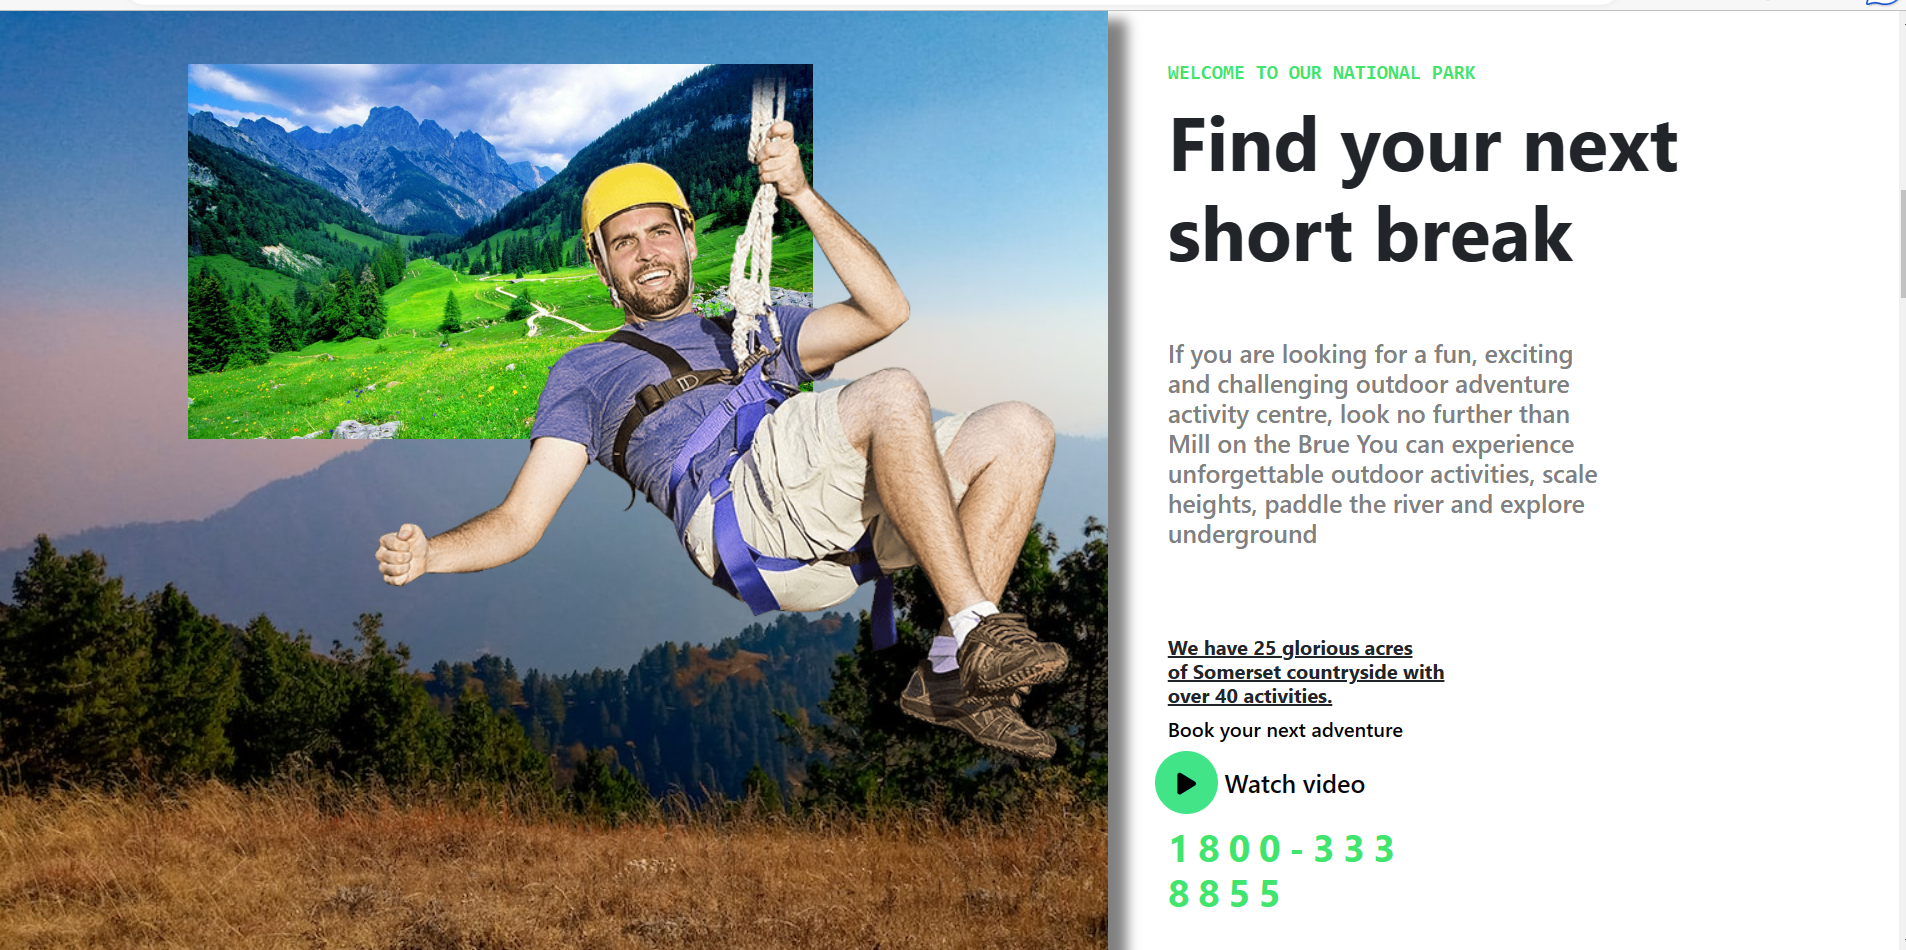 WELCOME TO OUR NATIONAL PARK
Find your next
short break
If you are looking for a fun, exciting
and challenging outdoor adventure
activity centre, look no further than
Mill on the Brue You can experience
unforgettable outdoor activities, scale
heights, paddle the river and explore
underground
We have 25 glorious acres
of Somerset countryside with
over 40 activities.
Book your next adventure
Watch video
1800-333
8855